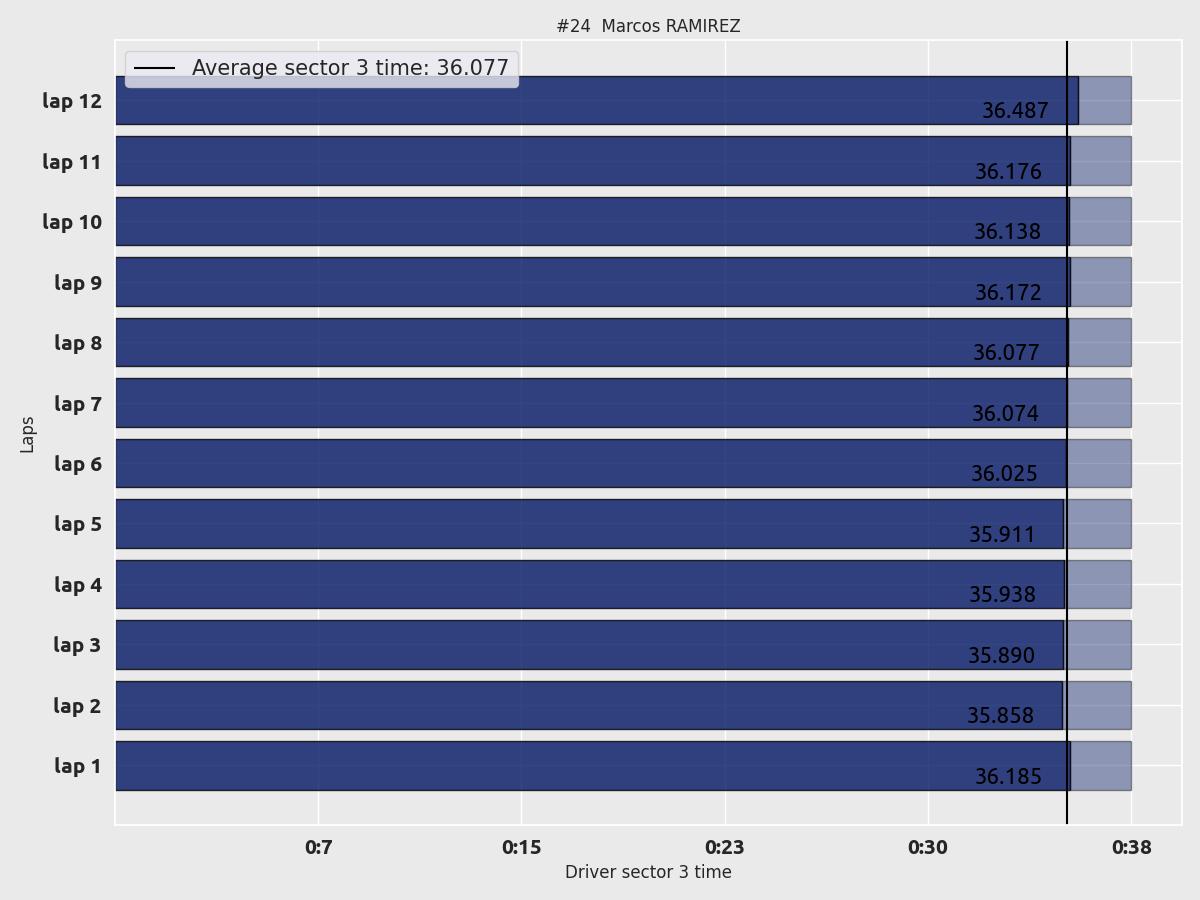 #24  Marcos RAMIREZ
Average sector 3 time: 36.077
lap 12
36.487
lap 11
36.176
lap 10
36.138
lap 9
36.172
lap 8
36.077
lap 7
36.074
lap 6
36.025
lap 5
35.911
lap 4
35.938
lap 3
35.890
lap 2
35.858
lap 1
36.185
Laps
0:7 0:15 0:23 0:30 0:38
Driver sector 3 time